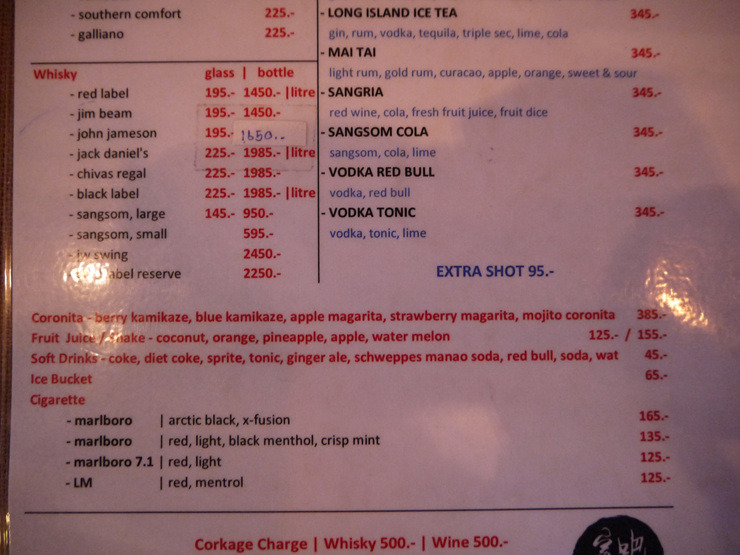 - southern comfort 225.-
- galliano 225.-
Whisky glass | bottle
- red label 195.- 1450.- |litre
- jim beam 195.- 1450.-
- john jameson 195.- 1650.-
- jack daniel's 225.- 1985.- |litre
- chivas regal 225.- 1985.-
- black label 225.- 1985.- |litre
- sangsom, large 145.- 950.-
- sangsom, small 595.-
swing 2450.-
label reserve 2250.-
- LONG ISLAND ICE TEA 345.-
gin, rum, vodka, tequila, triple sec, lime, cola
- MAI TAI 345.-
light rum, gold rum, curacao, apple, orange, sweet & sour
- SANGRIA 345.-
red wine, cola, fresh fruit juice, fruit dice
- SANGSOM COLA 345.-
sangsom, cola, lime
- VODKA RED BULL 345.-
vodka, red bull
- VODKA TONIC 345.-
vodka, tonic, lime
EXTRA SHOT 95.-
Coronita - berry kamikaze, blue kamikaze, apple magarita, strawberry magarita, mojito coronita 385.-
Fruit Juice / Shake - coconut, orange, pineapple, apple, water melon 125.- / 155.-
Soft Drinks - coke, diet coke, sprite, tonic, ginger ale, schweppes manao soda, red bull, soda, wat 45.-
Ice Bucket 65.-
Cigarette
- marlboro | arctic black, x-fusion 165.-
- marlboro | red, light, black menthol, crisp mint 135.-
- marlboro 7.1 | red, light 125.-
- LM | red, mentrol 125.-
Corkage Charge | Whisky 500.- | Wine 500.-